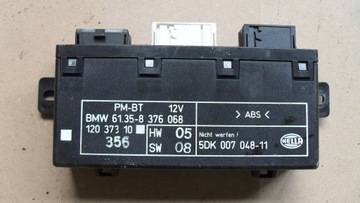 PM-BT 12V
BMW 61.35-8 376 068
120 373 10
356
HW 05
SW 08
> ABS <
Nicht werfen !
5DK 007 048-11
HELLA